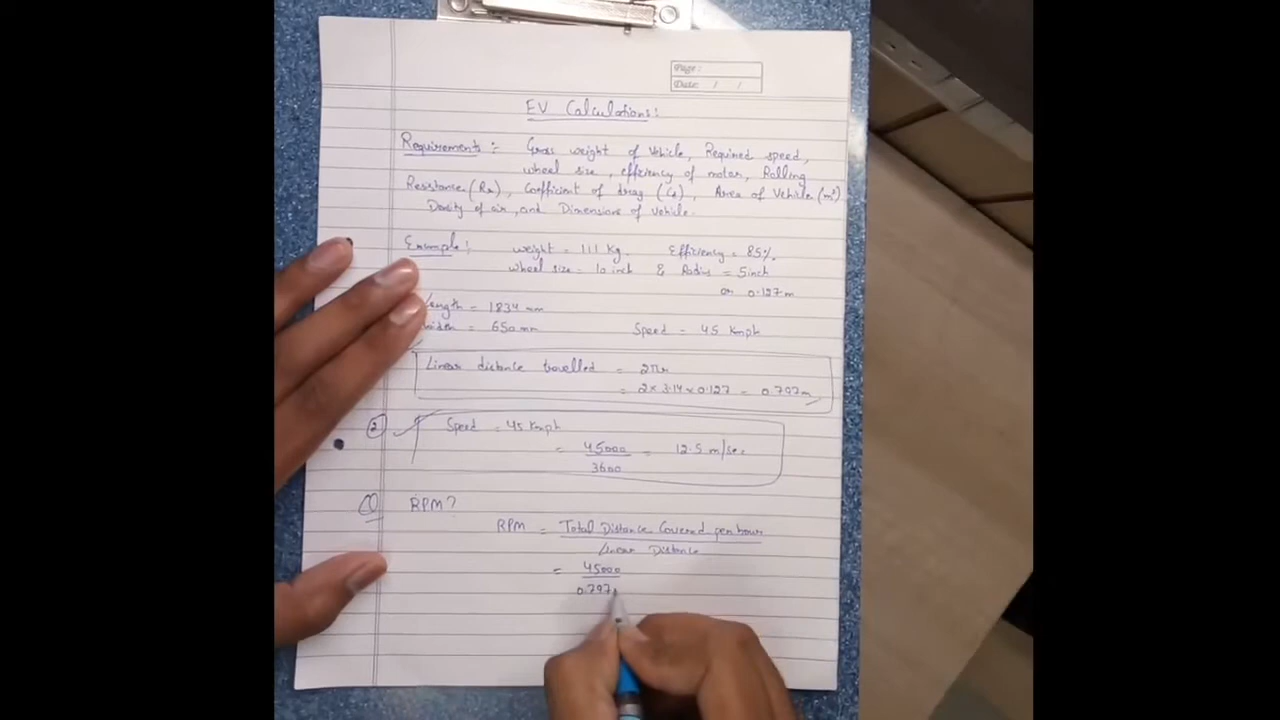 Page:
Date: / /
EV Calculations:
Requirements :- Gross weight of Vehicle, Required speed,
wheel size, efficiency of motor, Rolling
Resistance (Rr), Coefficient of drag (Cd), Area of Vehicle (m²)
Density of air, and Dimensions of Vehicle.
Example: weight = 111 Kg. Efficiency = 85%.
wheel size - 10 inch & Radius = 5inch
or 0.127m
Length = 1834 mm
= 650 mm Speed = 45 Kmph
Linear distance travelled = 2πr
= 2 x 3.14 x 0.127 = 0.797m
2 Speed = 45 Kmph
= 45000/3600 = 12.5 m/sec
1 RPM?
RPM = Total Distance Covered per hour
Linear Distance
= 45000
0.797